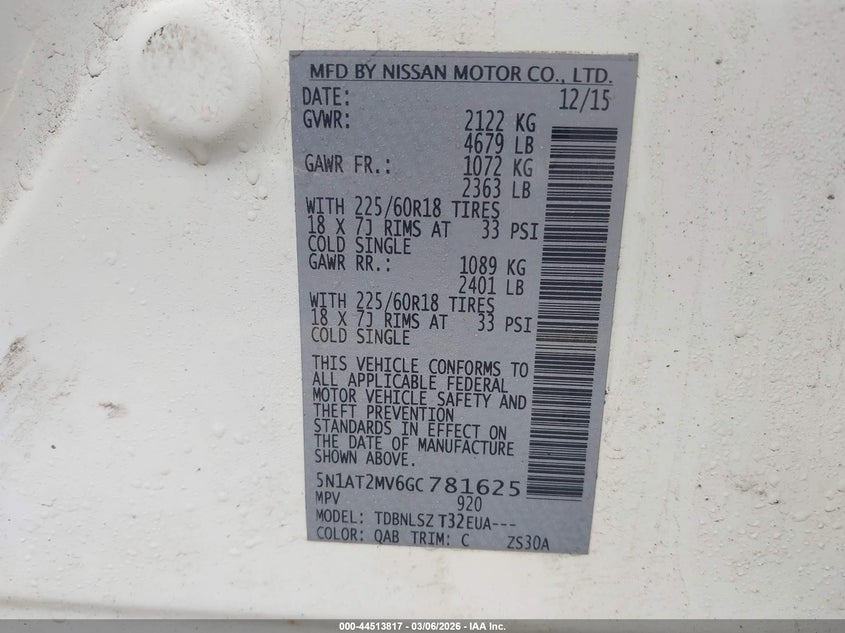 MFD BY NISSAN MOTOR CO., LTD.
DATE: 12/15
GVWR: 2122 KG
4679 LB
GAWR FR.: 1072 KG
2363 LB
WITH 225/60R18 TIRES
18 X 7J RIMS AT 33 PSI
COLD SINGLE
GAWR RR.: 1089 KG
2401 LB
WITH 225/60R18 TIRES
18 X 7J RIMS AT 33 PSI
COLD SINGLE
THIS VEHICLE CONFORMS TO
ALL APPLICABLE FEDERAL
MOTOR VEHICLE SAFETY AND
THEFT PREVENTION
STANDARDS IN EFFECT ON
THE DATE OF MANUFACTURE
SHOWN ABOVE.
5N1AT2MV6GC781625
MPV 920
MODEL: TDBNLSZ T32EUA---
COLOR: QAB TRIM: C ZS30A
000-44513817 - 03/06/2026 - IAA Inc.